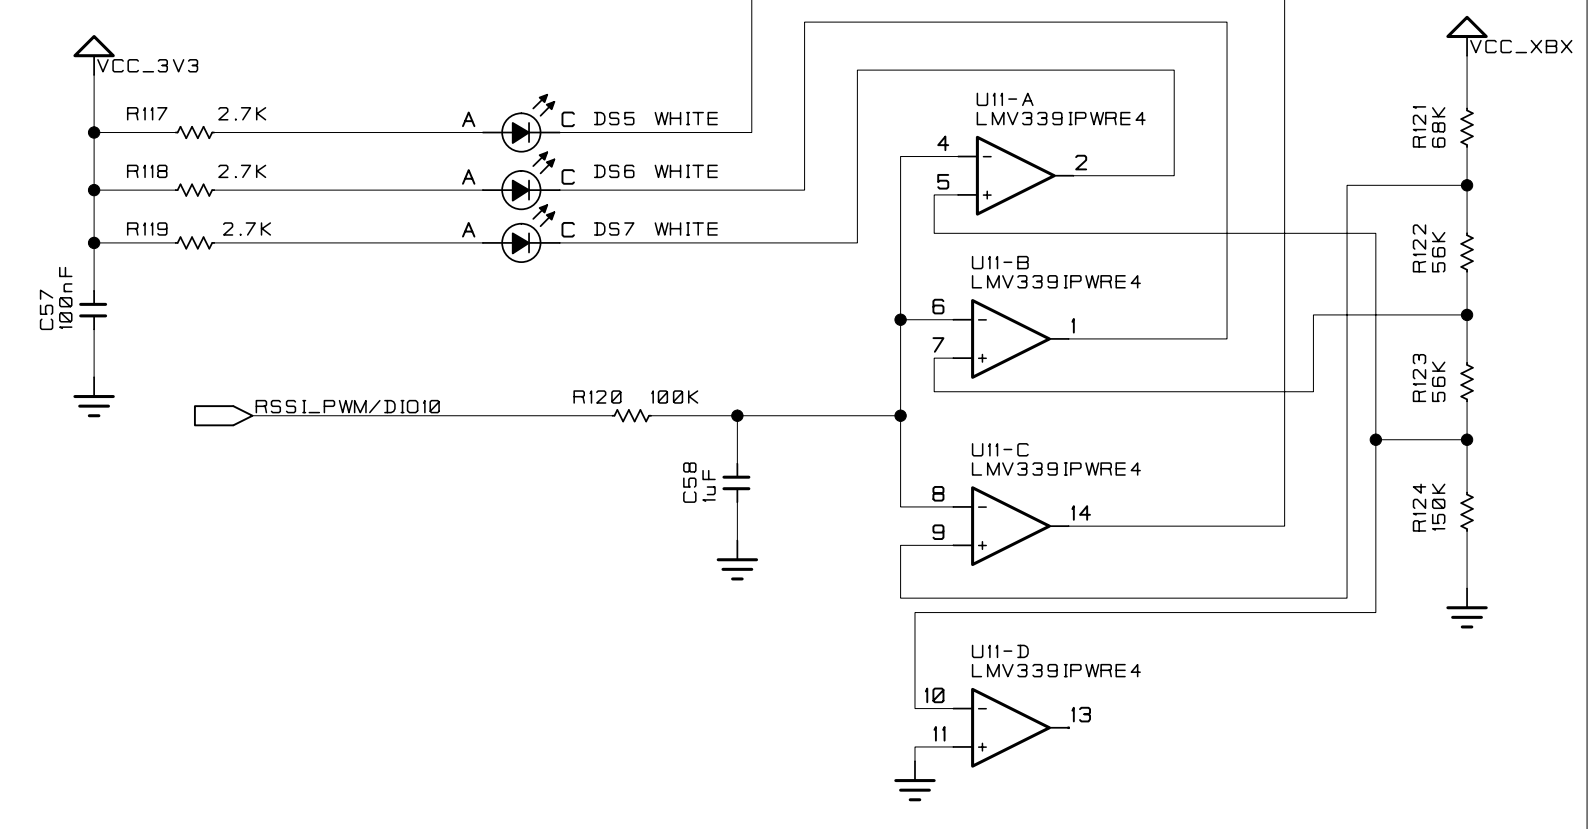 VCC_3V3
VCC_XBX
R117 2.7K
A C DS5 WHITE
R118 2.7K
A C DS6 WHITE
R119 2.7K
A C DS7 WHITE
C57
100nF
RSSI_PWM/DIO10
R120 100K
C58
1uF
U11-A
LMV339IPWRE4
4
-
2
5
+
U11-B
LMV339IPWRE4
6
-
1
7
+
U11-C
LMV339IPWRE4
8
-
14
9
+
U11-D
LMV339IPWRE4
10
-
13
11
+
R121
68K
R122
56K
R123
56K
R124
150K